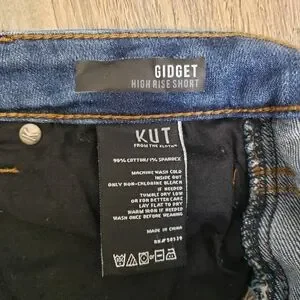 GIDGET
HIGH RISE SHORT
KUT
FROM THE KLOTH
COTTON/1% SPANDEX
MACHINE WASH COLD
INSIDE OUT
ONLY NON-CHLORINE BLEACH
IF NEEDED
TUMBLE DRY LOW
OR FOR BETTER CARE
LAY FLAT TO DRY
WARM IRON IF NEEDED
WASH ONCE BEFORE WEARING
MADE IN CHINA